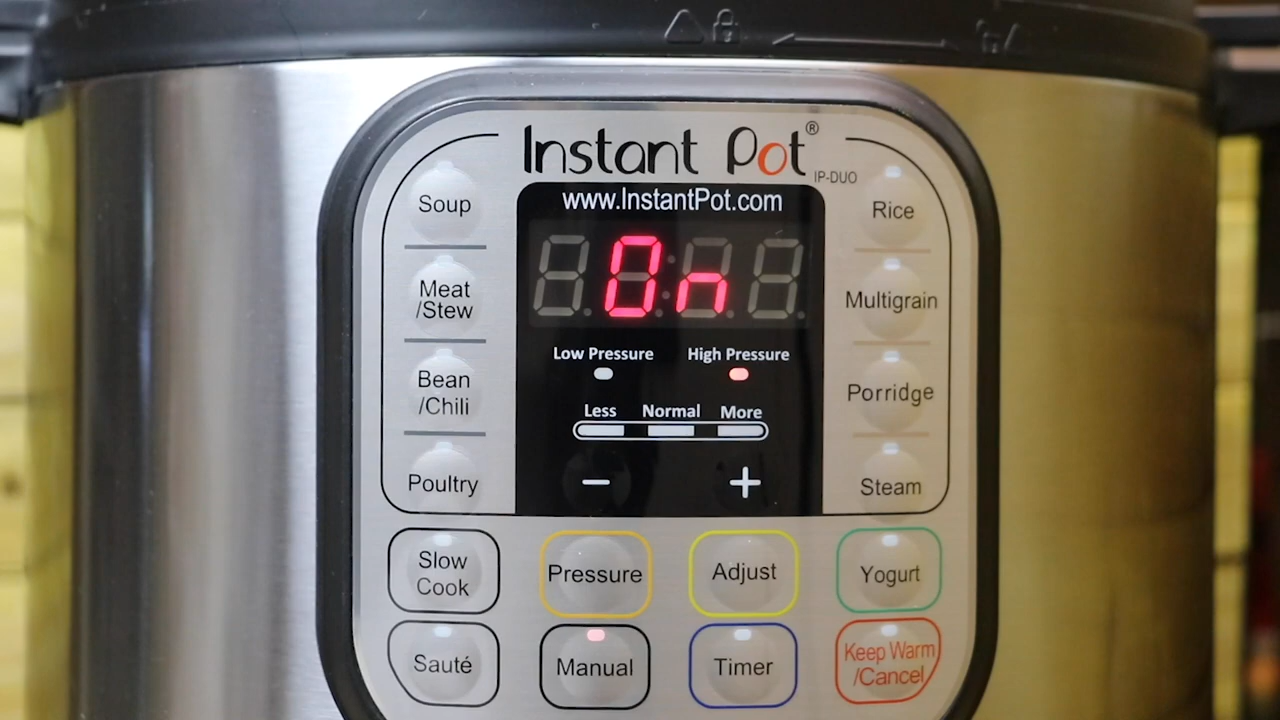 Instant Pot®
IP-DUO
www.InstantPot.com
On
Low Pressure High Pressure
Less Normal More
− +
Soup
Meat
/Stew
Bean
/Chili
Poultry
Rice
Multigrain
Porridge
Steam
Slow
Cook
Pressure
Adjust
Yogurt
Sauté
Manual
Timer
Keep Warm
/Cancel